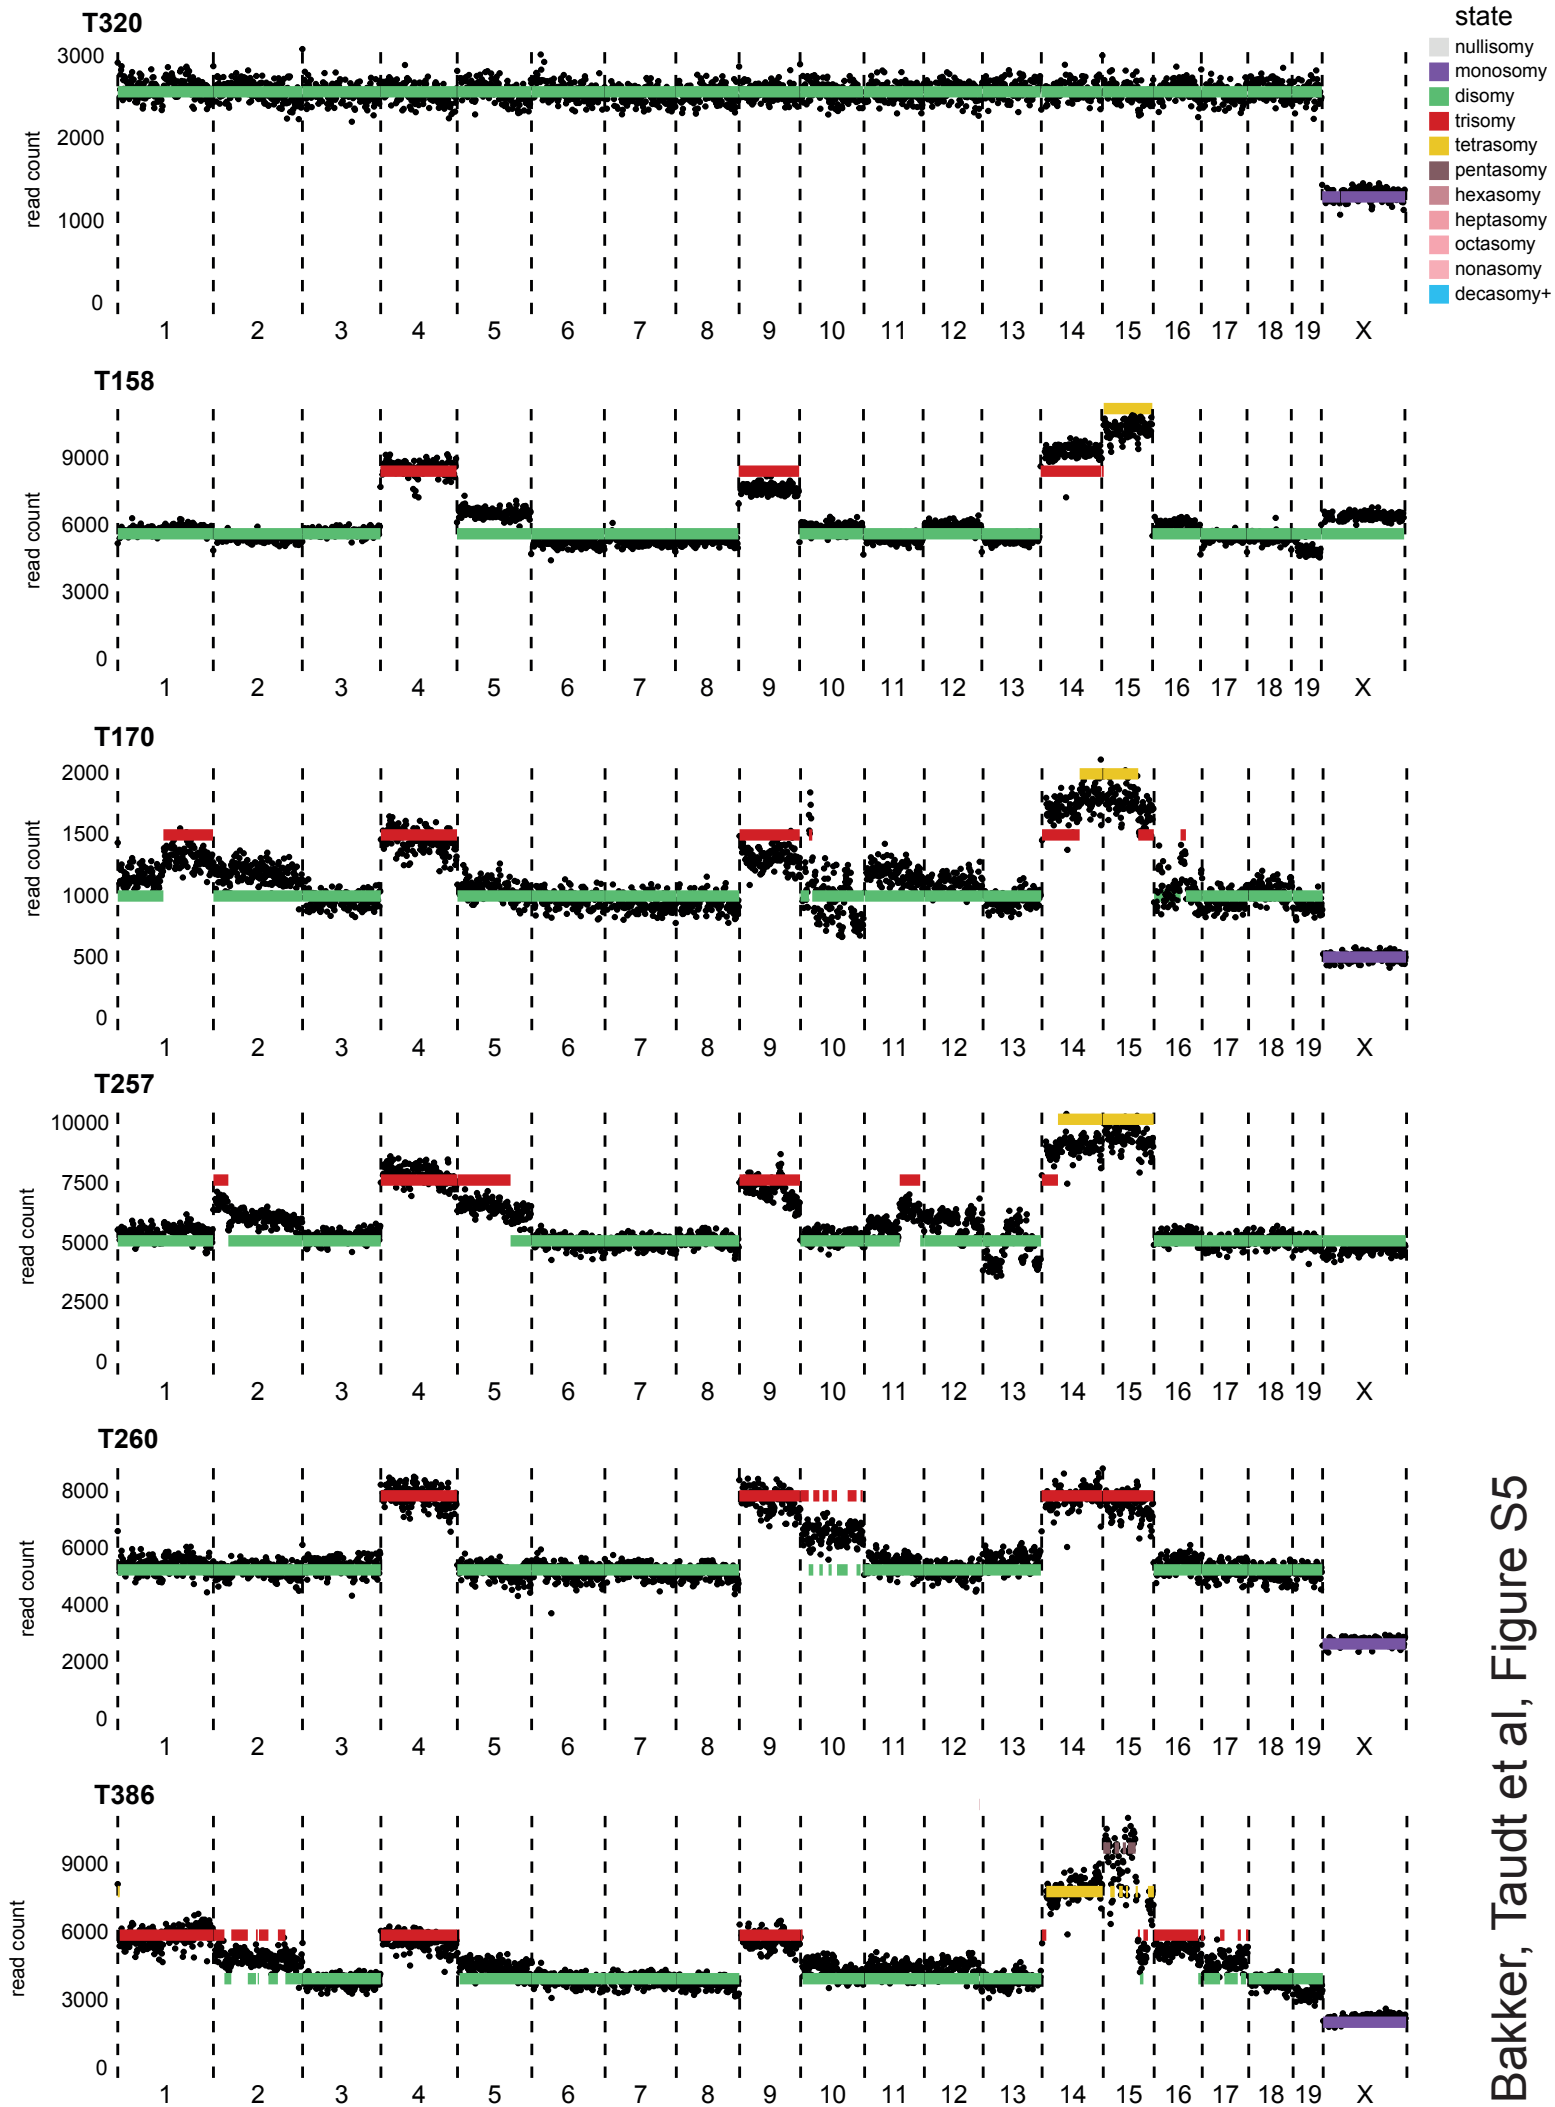 T320
state
nullisomy
monosomy
disomy
trisomy
tetrasomy
pentasomy
hexasomy
heptasomy
octasomy
nonasomy
decasomy+
read count
3000
2000
1000
0
1 2 3 4 5 6 7 8 9 10 11 12 13 14 15 16 17 18 19 X
T158
read count
9000
6000
3000
0
1 2 3 4 5 6 7 8 9 10 11 12 13 14 15 16 17 18 19 X
T170
read count
2000
1500
1000
500
0
1 2 3 4 5 6 7 8 9 10 11 12 13 14 15 16 17 18 19 X
T257
read count
10000
7500
5000
2500
0
1 2 3 4 5 6 7 8 9 10 11 12 13 14 15 16 17 18 19 X
T260
read count
8000
6000
4000
2000
0
1 2 3 4 5 6 7 8 9 10 11 12 13 14 15 16 17 18 19 X
T386
read count
9000
6000
3000
0
1 2 3 4 5 6 7 8 9 10 11 12 13 14 15 16 17 18 19 X
Bakker, Taudt et al, Figure S5